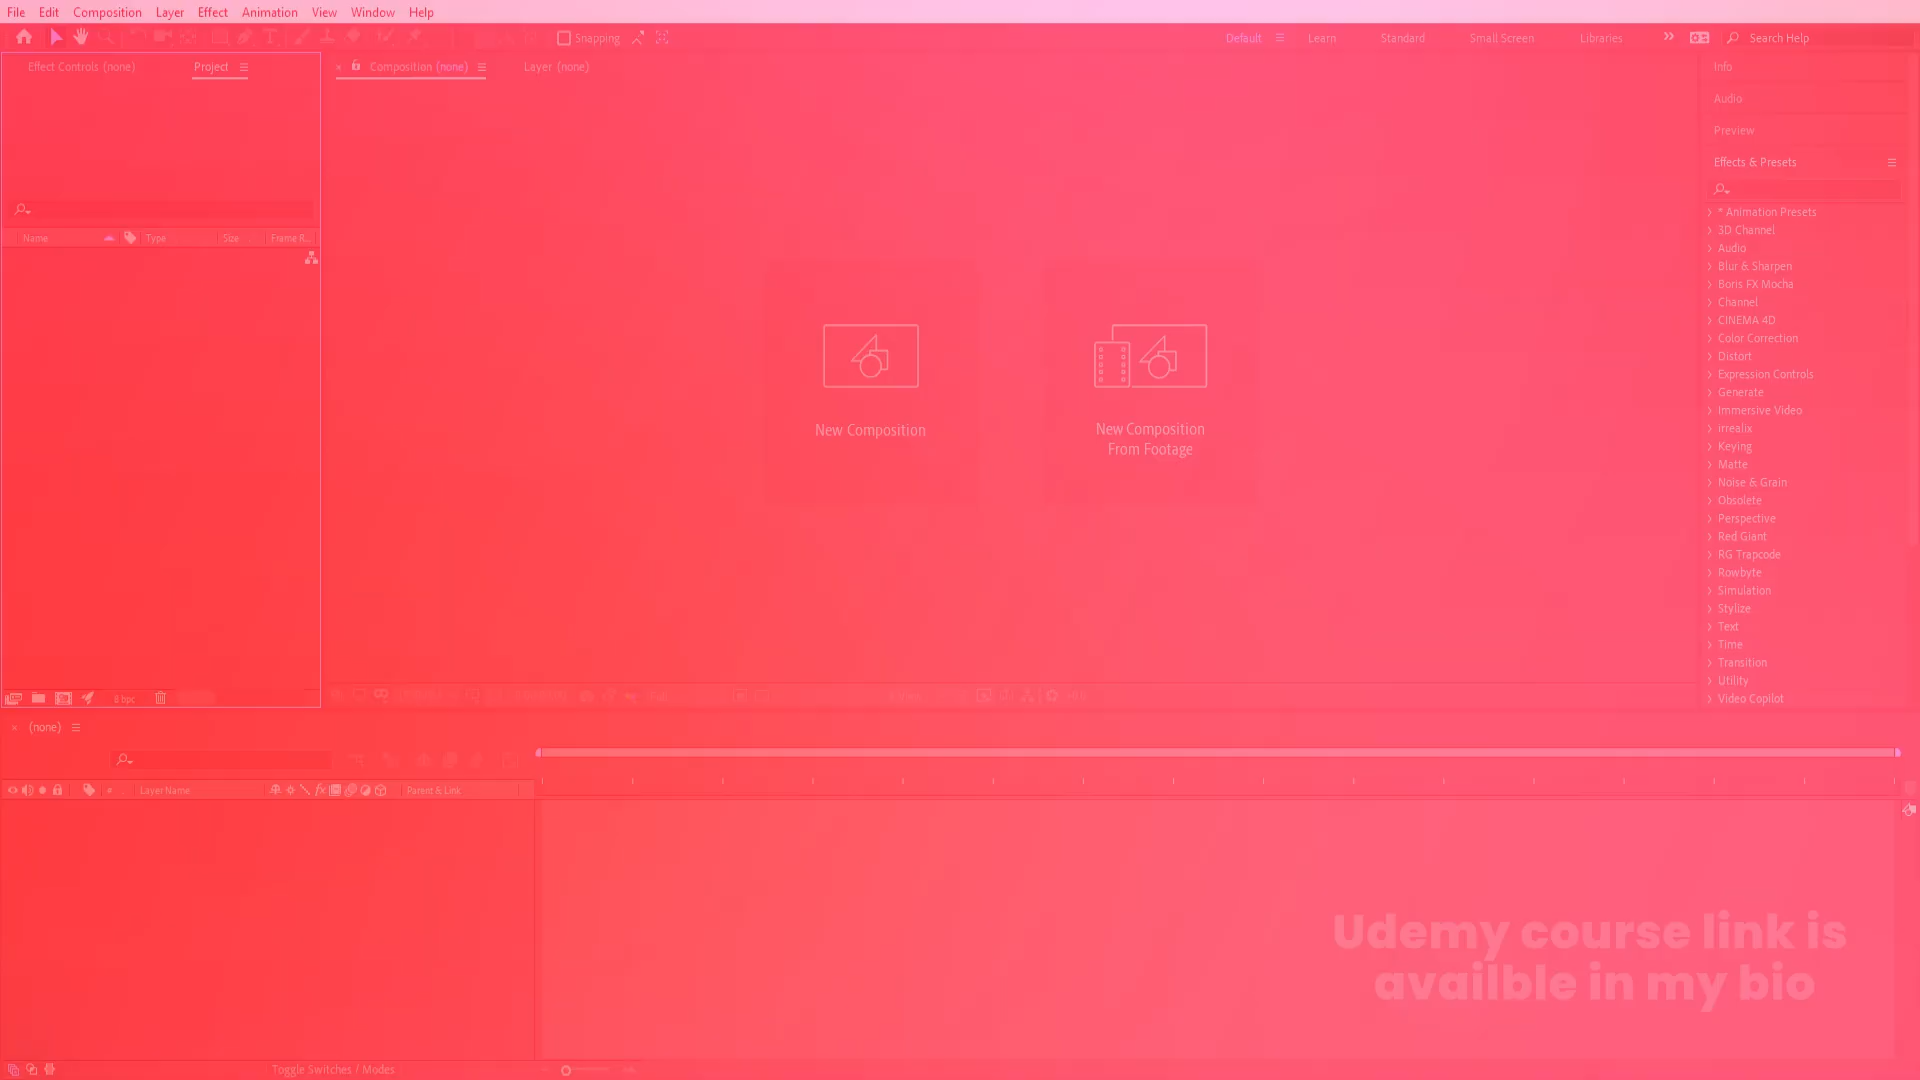 File Edit Composition Layer Effect Animation View Window Help
Snapping Default Learn Standard Small Screen Libraries Search Help
Effect Controls (none) Project Composition (none) Layer (none)
Info
Audio
Preview
Effects & Presets
Name Type Size Frame R...
* Animation Presets
3D Channel
Audio
Blur & Sharpen
Boris FX Mocha
Channel
CINEMA 4D
Color Correction
Distort
Expression Controls
Generate
Immersive Video
irrealix
Keying
Matte
Noise & Grain
Obsolete
Perspective
Red Giant
RG Trapcode
Rowbyte
Simulation
Stylize
Text
Time
Transition
Utility
Video Copilot
New Composition
New Composition
From Footage
8 bpc
(none)
# Layer Name Parent & Link
Udemy course link is
availble in my bio
Toggle Switches / Modes